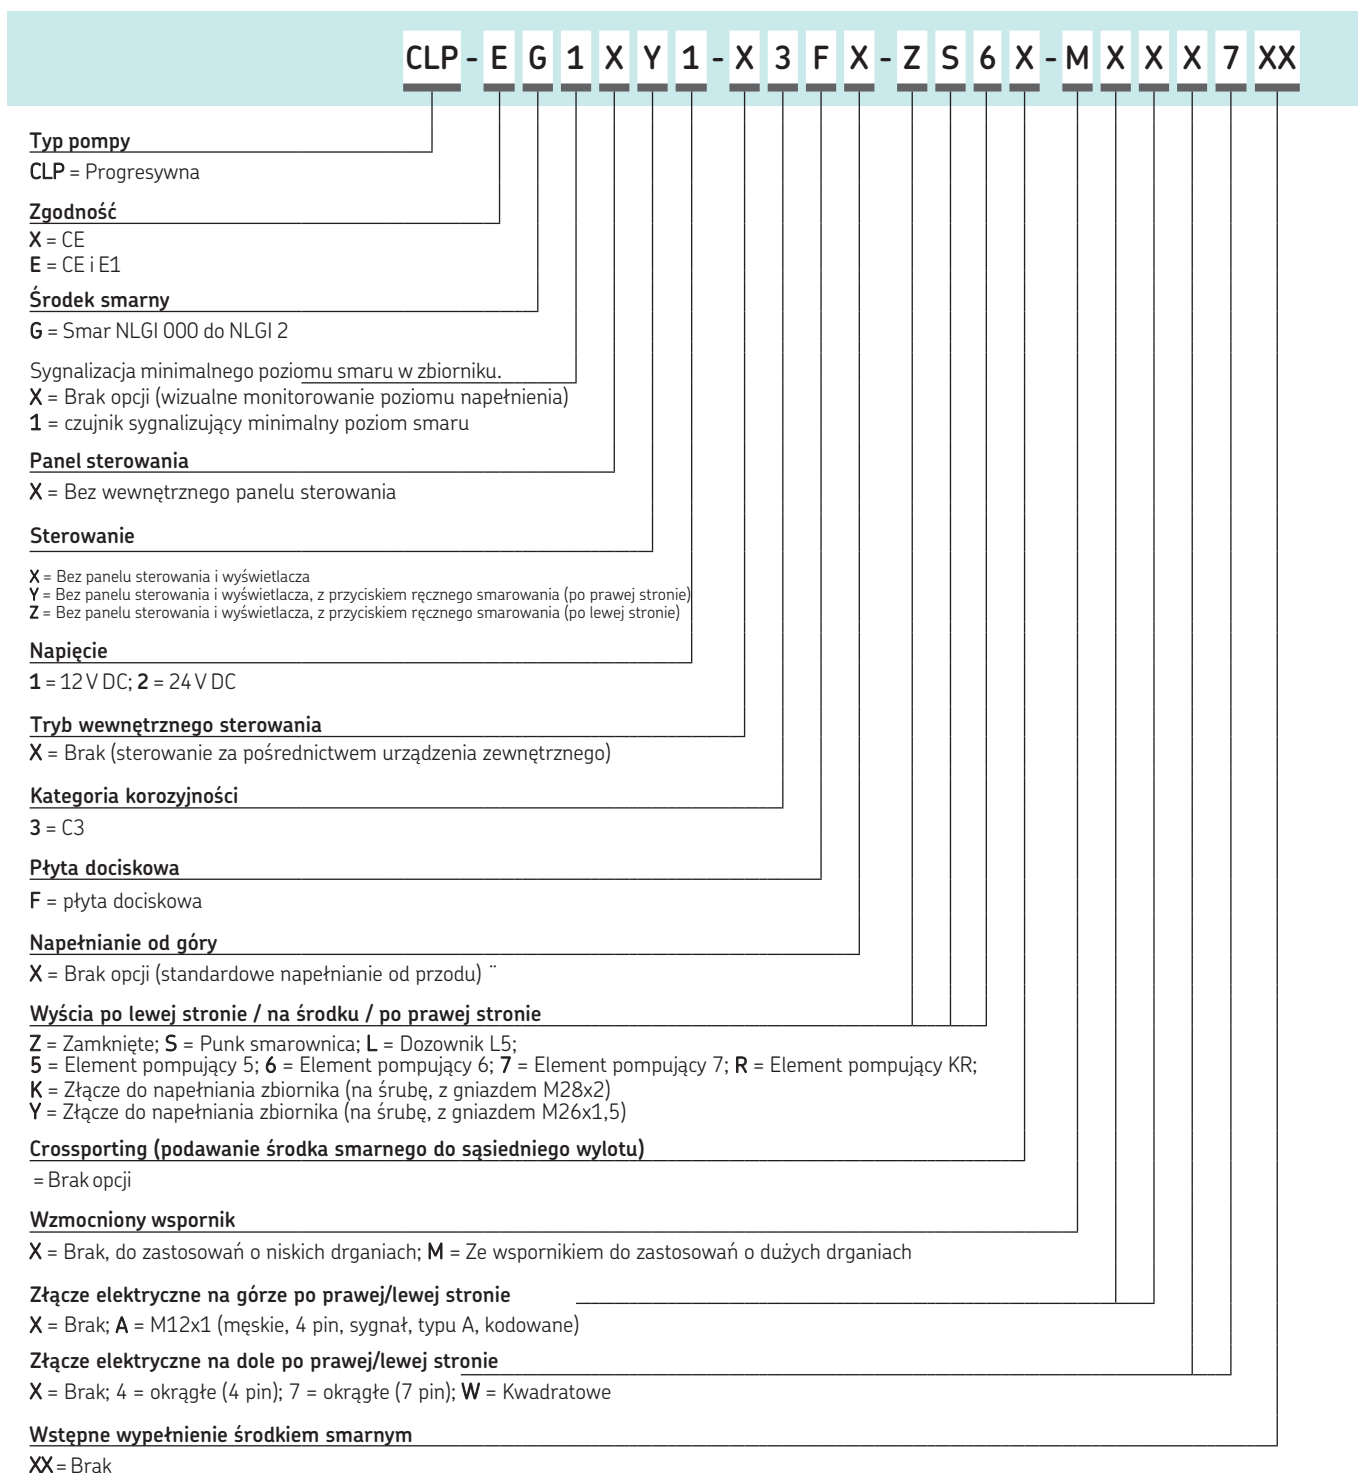 CLP - E G 1 X Y 1 - X 3 F X - Z S 6 X - M X X X 7 XX
Typ pompy
CLP = Progresywna
Zgodność
X = CE
E = CE i E1
Środek smarny
G = Smar NLGI 000 do NLGI 2
Sygnalizacja minimalnego poziomu smaru w zbiorniku.
X = Brak opcji (wizualne monitorowanie poziomu napełnienia)
1 = czujnik sygnalizujący minimalny poziom smaru
Panel sterowania
X = Bez wewnętrznego panelu sterowania
Sterowanie
X = Bez panelu sterowania i wyświetlacza
Y = Bez panelu sterowania i wyświetlacza, z przyciskiem ręcznego smarowania (po prawej stronie)
Z = Bez panelu sterowania i wyświetlacza, z przyciskiem ręcznego smarowania (po lewej stronie)
Napięcie
1 = 12 V DC; 2 = 24 V DC
Tryb wewnętrznego sterowania
X = Brak (sterowanie za pośrednictwem urządzenia zewnętrznego)
Kategoria korozyjności
3 = C3
Płyta dociskowa
F = płyta dociskowa
Napełnianie od góry
X = Brak opcji (standardowe napełnianie od przodu) ¨
Wyścia po lewej stronie / na środku / po prawej stronie
Z = Zamknięte; S = Punk smarownica; L = Dozownik L5;
5 = Element pompujący 5; 6 = Element pompujący 6; 7 = Element pompujący 7; R = Element pompujący KR;
K = Złącze do napełniania zbiornika (na śrubę, z gniazdem M28x2)
Y = Złącze do napełniania zbiornika (na śrubę, z gniazdem M26x1,5)
Crossporting (podawanie środka smarnego do sąsiedniego wylotu)
= Brak opcji
Wzmocniony wspornik
X = Brak, do zastosowań o niskich drganiach; M = Ze wspornikiem do zastosowań o dużych drganiach
Złącze elektryczne na górze po prawej/lewej stronie
X = Brak; A = M12x1 (męskie, 4 pin, sygnał, typu A, kodowane)
Złącze elektryczne na dole po prawej/lewej stronie
X = Brak; 4 = okrągłe (4 pin); 7 = okrągłe (7 pin); W = Kwadratowe
Wstępne wypełnienie środkiem smarnym
XX = Brak